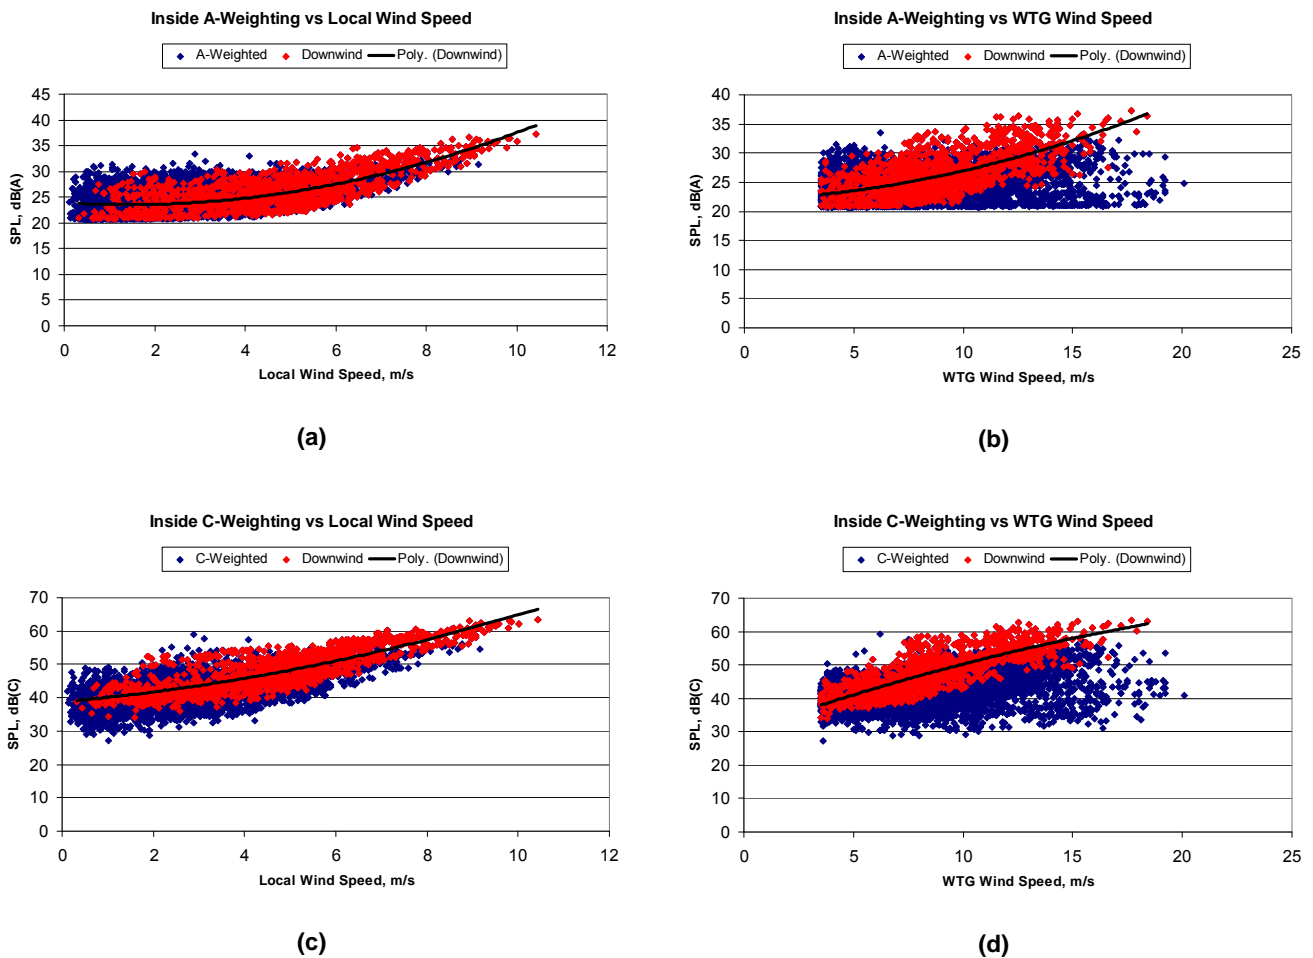 Inside A-Weighting vs Local Wind Speed
A-Weighted Downwind Poly. (Downwind)
45
40
35
30
25
20
15
10
5
0
SPL, dB(A)
0 2 4 6 8 10 12
Local Wind Speed, m/s
(a)
Inside A-Weighting vs WTG Wind Speed
A-Weighted Downwind Poly. (Downwind)
40
35
30
25
20
15
10
5
0
SPL, dB(A)
0 5 10 15 20 25
WTG Wind Speed, m/s
(b)
Inside C-Weighting vs Local Wind Speed
C-Weighted Downwind Poly. (Downwind)
70
60
50
40
30
20
10
0
SPL, dB(C)
0 2 4 6 8 10 12
Local Wind Speed, m/s
(c)
Inside C-Weighting vs WTG Wind Speed
C-Weighted Downwind Poly. (Downwind)
70
60
50
40
30
20
10
0
SPL, dB(C)
0 5 10 15 20 25
WTG Wind Speed, m/s
(d)